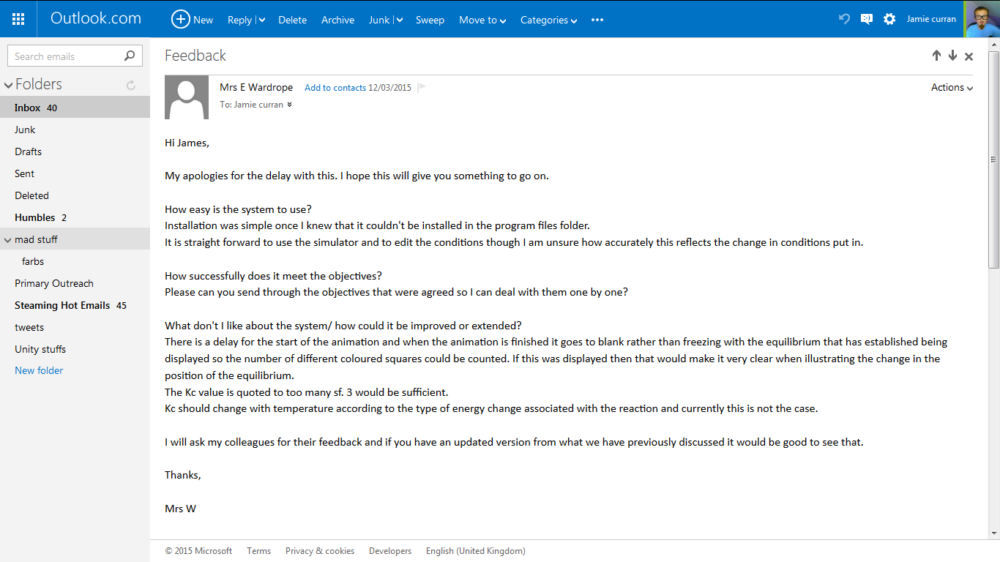 Outlook.com
New
Reply
Delete
Archive
Junk
Sweep
Move to
Categories
Jamie curran
Search emails
Folders
Inbox 40
Junk
Drafts
Sent
Deleted
Humbles 2
mad stuff
farbs
Primary Outreach
Steaming Hot Emails 45
tweets
Unity stuffs
New folder
Feedback
Mrs E Wardrope Add to contacts 12/03/2015
Actions
To: Jamie curran
Hi James,
My apologies for the delay with this. I hope this will give you something to go on.
How easy is the system to use?
Installation was simple once I knew that it couldn't be installed in the program files folder.
It is straight forward to use the simulator and to edit the conditions though I am unsure how accurately this reflects the change in conditions put in.
How successfully does it meet the objectives?
Please can you send through the objectives that were agreed so I can deal with them one by one?
What don't I like about the system/ how could it be improved or extended?
There is a delay for the start of the animation and when the animation is finished it goes to blank rather than freezing with the equilibrium that has established being
displayed so the number of different coloured squares could be counted. If this was displayed then that would make it very clear when illustrating the change in the
position of the equilibrium.
The Kc value is quoted to too many sf. 3 would be sufficient.
Kc should change with temperature according to the type of energy change associated with the reaction and currently this is not the case.
I will ask my colleagues for their feedback and if you have an updated version from what we have previously discussed it would be good to see that.
Thanks,
Mrs W
© 2015 Microsoft Terms Privacy & cookies Developers English (United Kingdom)